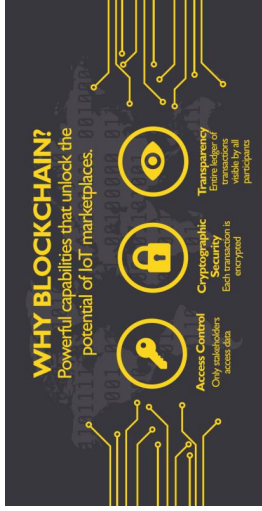 WHY BLOCKCHAIN?
Powerful capabilities that unlock the
potential of IoT marketplaces.
Access Control
Only stakeholders
access data
Cryptographic
Security
Each transaction is
encrypted
Transparency
Entire ledger of
transactions
visible by all
participants